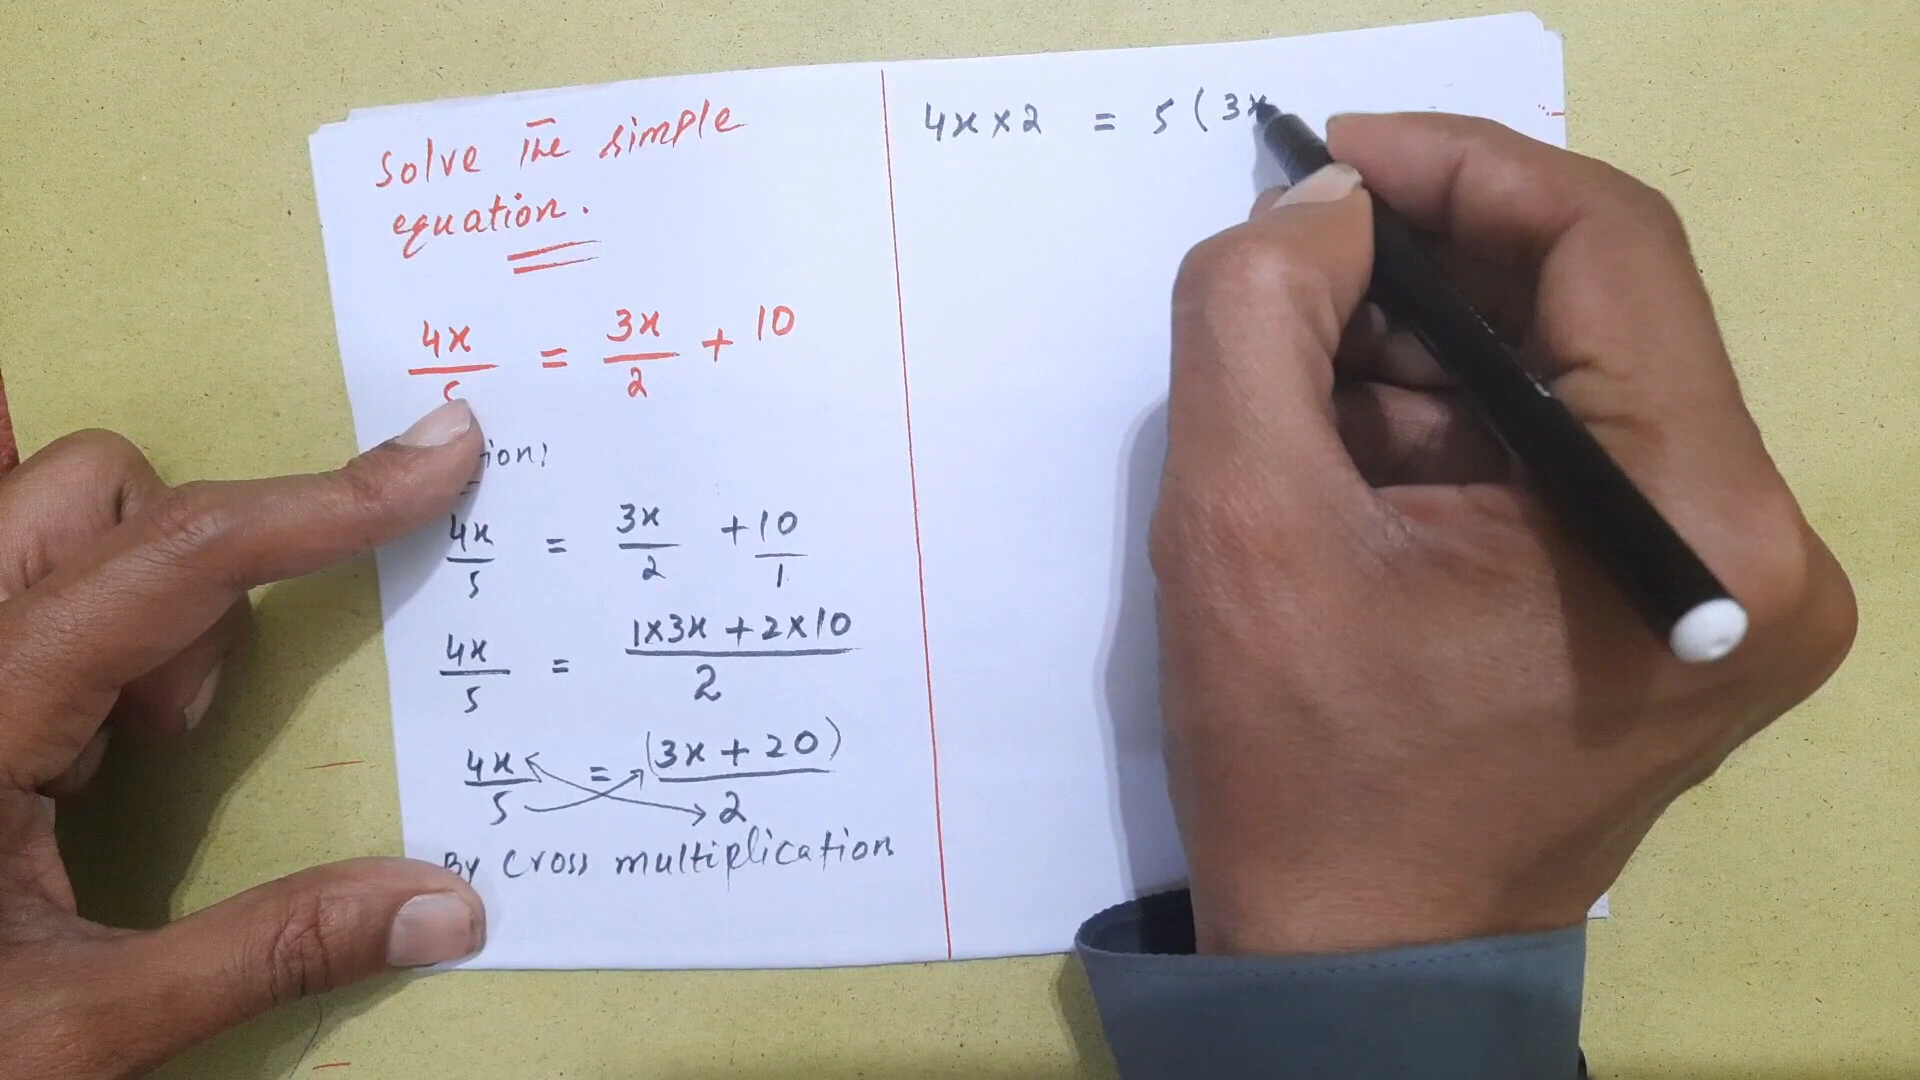 Solve The simple
equation.
4x/5 = 3x/2 + 10
4x/5 = 3x/2 + 10/1
4x/5 = 1×3x + 2×10/2
4x/5 = (3x + 20)/2
By Cross multiplication
4x×2 = 5(3x